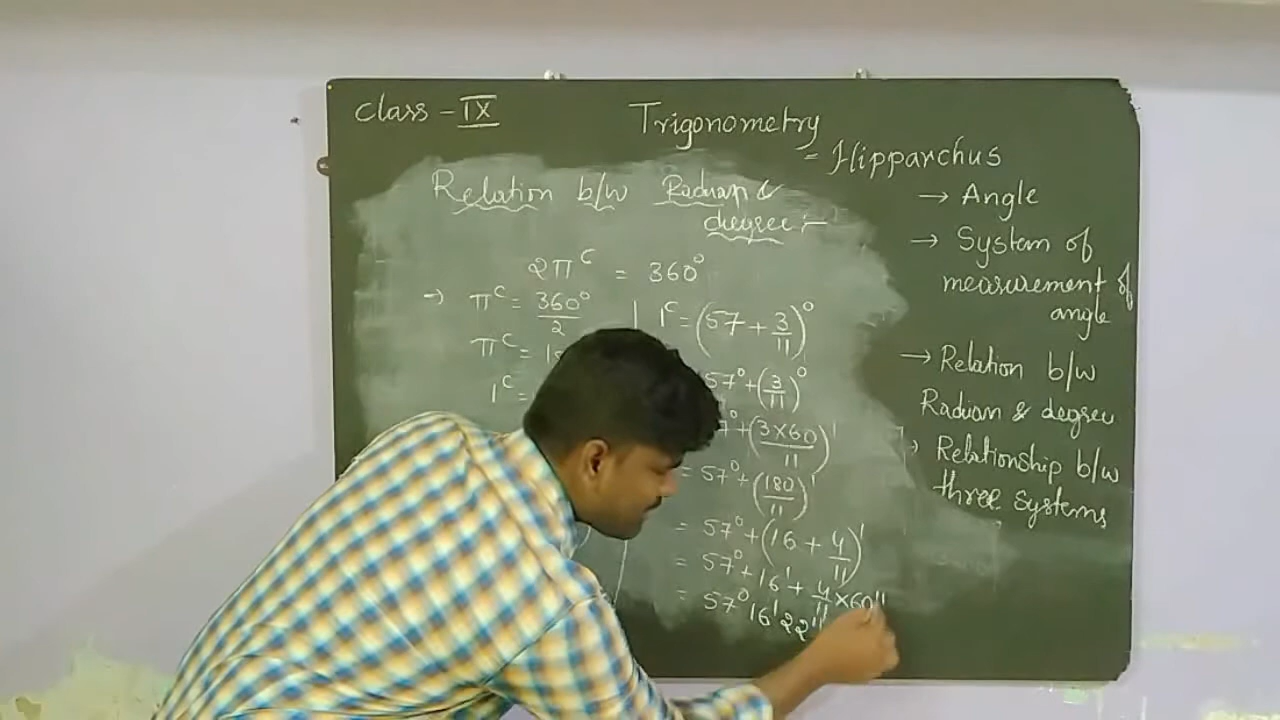 Class - IX
Trigonometry
= Hipparchus
Relation b/w Radian &
degree :-
2π^c = 360°
→ π^c = 360°/2
π^c = 1
1^c =
1^c = (57 + 3/11)°
57° + (3/11)°
7° + (3×60/11)'
= 57° + (180/11)'
= 57° + (16 + 4/11)'
= 57° + 16' + 4/11 × 60"
= 57° 16' 22"
→ Angle
→ System of
measurement of
angle
→ Relation b/w
Radian & degree
→ Relationship b/w
three systems